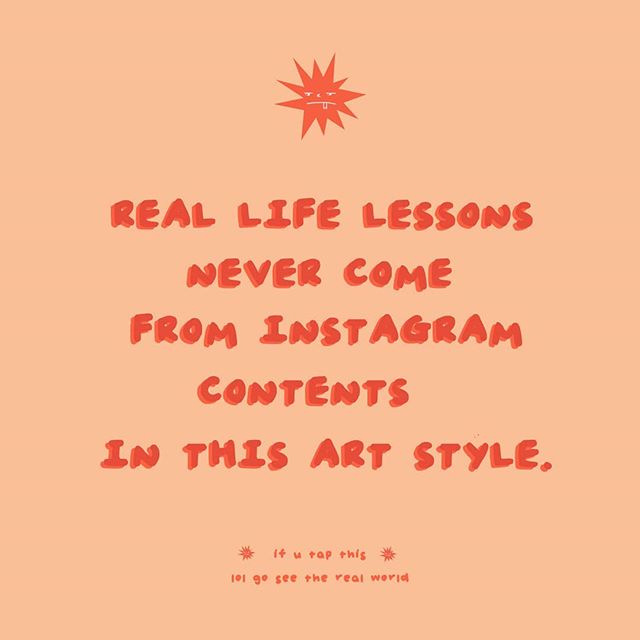 REAL LIFE LESSONS
NEVER COME
FROM INSTAGRAM
CONTENTS
IN THIS ART STYLE.
if u tap this
lol go see the real world